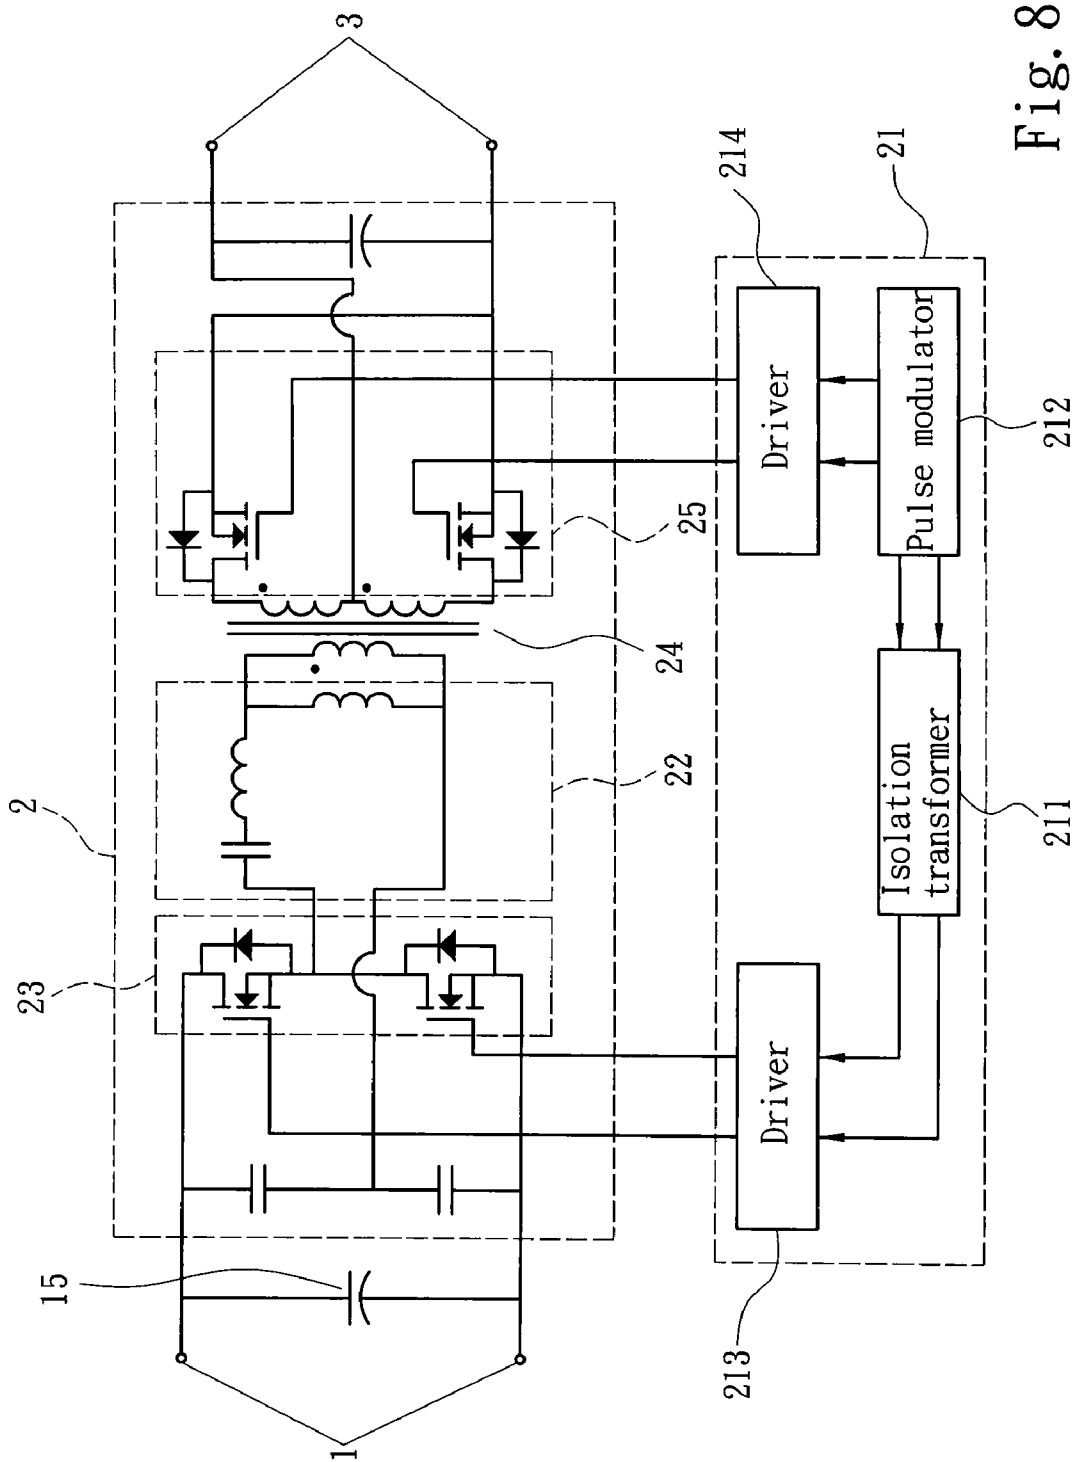 2
23
15
1
3
22
24
25
21
214
Driver
Pulse modulator
212
Isolation
transformer
211
Driver
213
Fig. 8